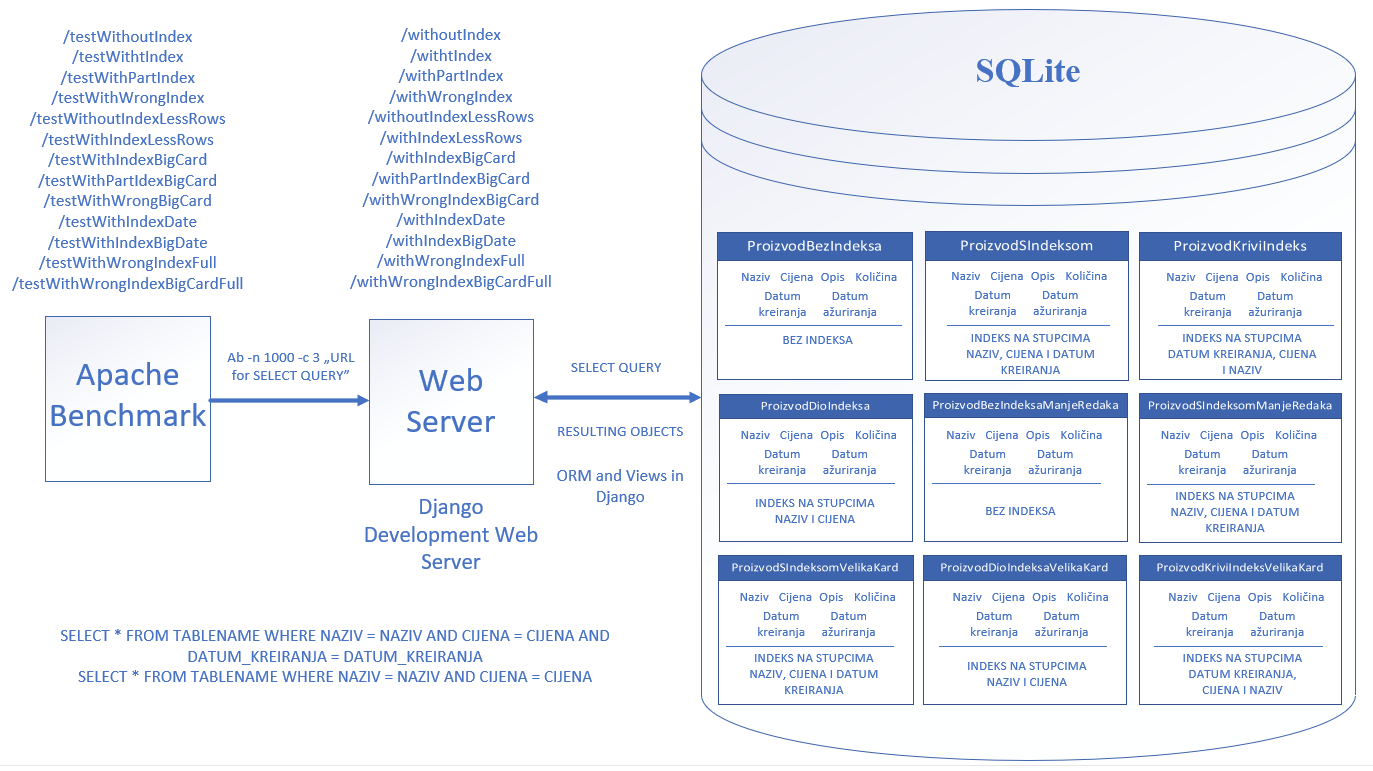 /testWithoutIndex
/testWithtIndex
/testWithPartIndex
/testWithWrongIndex
/testWithoutIndexLessRows
/testWithIndexLessRows
/testWithIndexBigCard
/testWithPartIdexBigCard
/testWithWrongBigCard
/testWithIndexDate
/testWithIndexBigDate
/testWithWrongIndexFull
/testWithWrongIndexBigCardFull
/withoutIndex
/withtIndex
/withPartIndex
/withWrongIndex
/withoutIndexLessRows
/withIndexLessRows
/withIndexBigCard
/withPartIndexBigCard
/withWrongIndexBigCard
/withIndexDate
/withIndexBigDate
/withWrongIndexFull
/withWrongIndexBigCardFull
Apache
Benchmark
Ab -n 1000 -c 3 „URL
for SELECT QUERY”
Web
Server
Django
Development Web
Server
SELECT QUERY
RESULTING OBJECTS
ORM and Views in
Django
SELECT * FROM TABLENAME WHERE NAZIV = NAZIV AND CIJENA = CIJENA AND
DATUM_KREIRANJA = DATUM_KREIRANJA
SELECT * FROM TABLENAME WHERE NAZIV = NAZIV AND CIJENA = CIJENA
SQLite
ProizvodBezIndeksa
Naziv Cijena Opis Količina
Datum Datum
kreiranja ažuriranja
BEZ INDEKSA
ProizvodSIndeksom
Naziv Cijena Opis Količina
Datum Datum
kreiranja ažuriranja
INDEKS NA STUPCIMA
NAZIV, CIJENA I DATUM
KREIRANJA
ProizvodKriviIndeks
Naziv Cijena Opis Količina
Datum Datum
kreiranja ažuriranja
INDEKS NA STUPCIMA
DATUM KREIRANJA, CIJENA
I NAZIV
ProizvodDioIndeksa
Naziv Cijena Opis Količina
Datum Datum
kreiranja ažuriranja
INDEKS NA STUPCIMA
NAZIV I CIJENA
ProizvodBezIndeksaManjeRedaka
Naziv Cijena Opis Količina
Datum Datum
kreiranja ažuriranja
BEZ INDEKSA
ProizvodSIndeksomManjeRedaka
Naziv Cijena Opis Količina
Datum Datum
kreiranja ažuriranja
INDEKS NA STUPCIMA
NAZIV, CIJENA I DATUM
KREIRANJA
ProizvodSIndeksomVelikaKard
Naziv Cijena Opis Količina
Datum Datum
kreiranja ažuriranja
INDEKS NA STUPCIMA
NAZIV, CIJENA I DATUM
KREIRANJA
ProizvodDioIndeksaVelikaKard
Naziv Cijena Opis Količina
Datum Datum
kreiranja ažuriranja
INDEKS NA STUPCIMA
NAZIV I CIJENA
ProizvodKriviIndeksVelikaKard
Naziv Cijena Opis Količina
Datum Datum
kreiranja ažuriranja
INDEKS NA STUPCIMA
DATUM KREIRANJA,
CIJENA I NAZIV